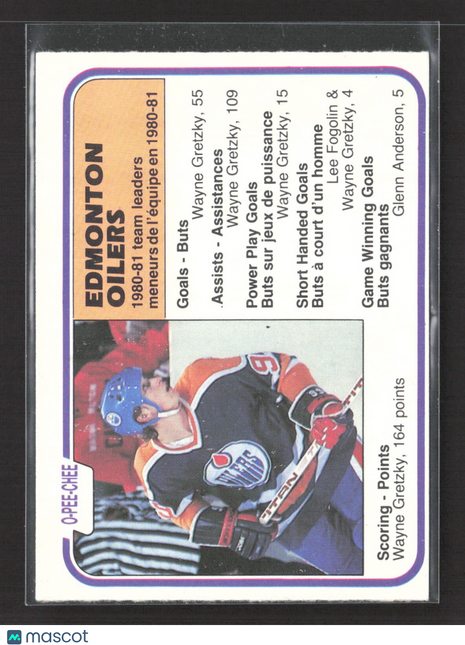 O-PEE-CHEE
EDMONTON
OILERS
1980-81 team leaders
meneurs de l'équipe en 1980-81
Goals - Buts
Wayne Gretzky, 55
Assists - Assistances
Wayne Gretzky, 109
Power Play Goals
Buts sur jeux de puissance
Wayne Gretzky, 15
Short Handed Goals
Buts à court d'un homme
Lee Fogolin &
Wayne Gretzky, 4
Game Winning Goals
Buts gagnants
Glenn Anderson, 5
Scoring - Points
Wayne Gretzky, 164 points
OILERS
TITAN
mascot